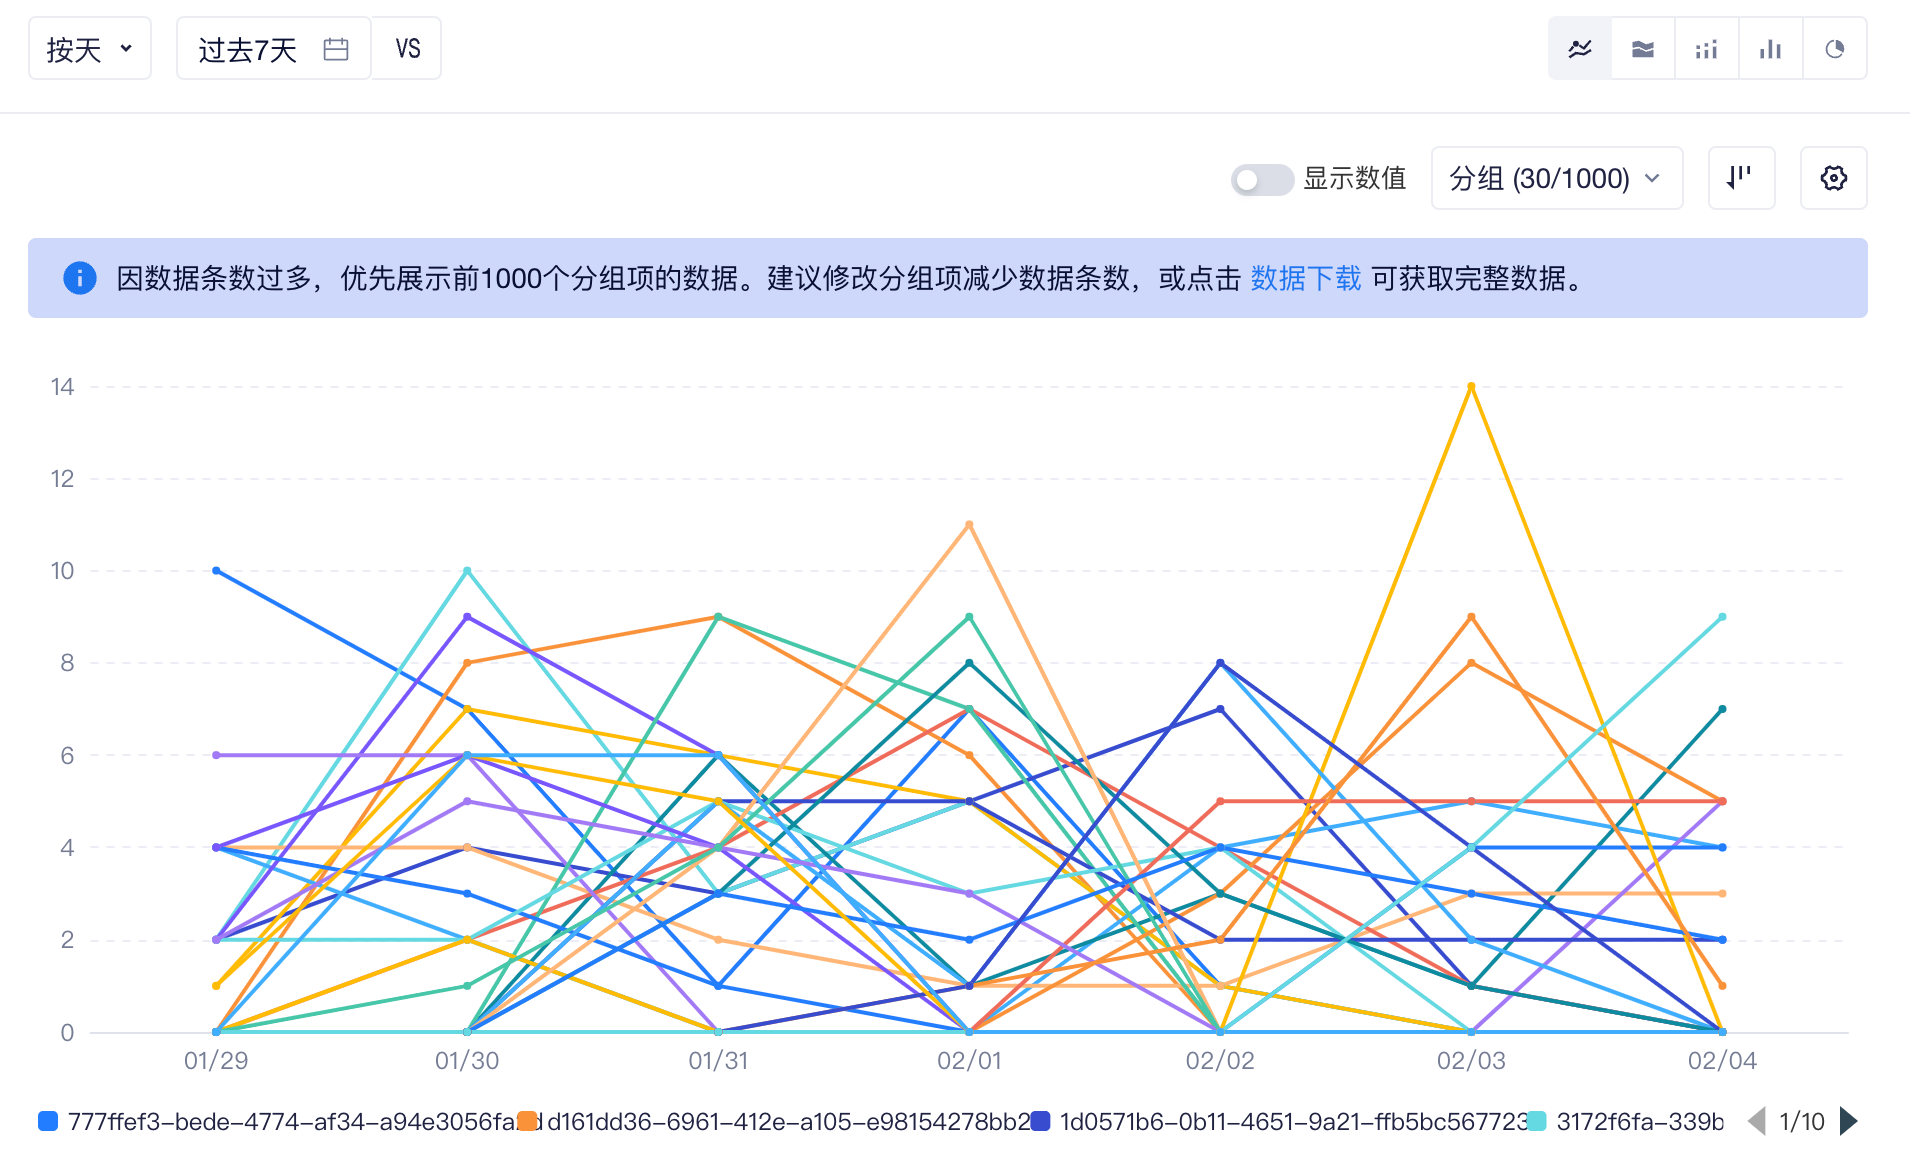 按天 过去7天 VS
显示数值 分组 (30/1000)
因数据条数过多，优先展示前1000个分组项的数据。建议修改分组项减少数据条数，或点击 数据下载 可获取完整数据。
14
12
10
8
6
4
2
0
01/29 01/30 01/31 02/01 02/02 02/03 02/04
777ffef3-bede-4774-af34-a94e3056fa d161dd36-6961-412e-a105-e98154278bb2 1d0571b6-0b11-4651-9a21-ffb5bc567723 3172f6fa-339b 1/10